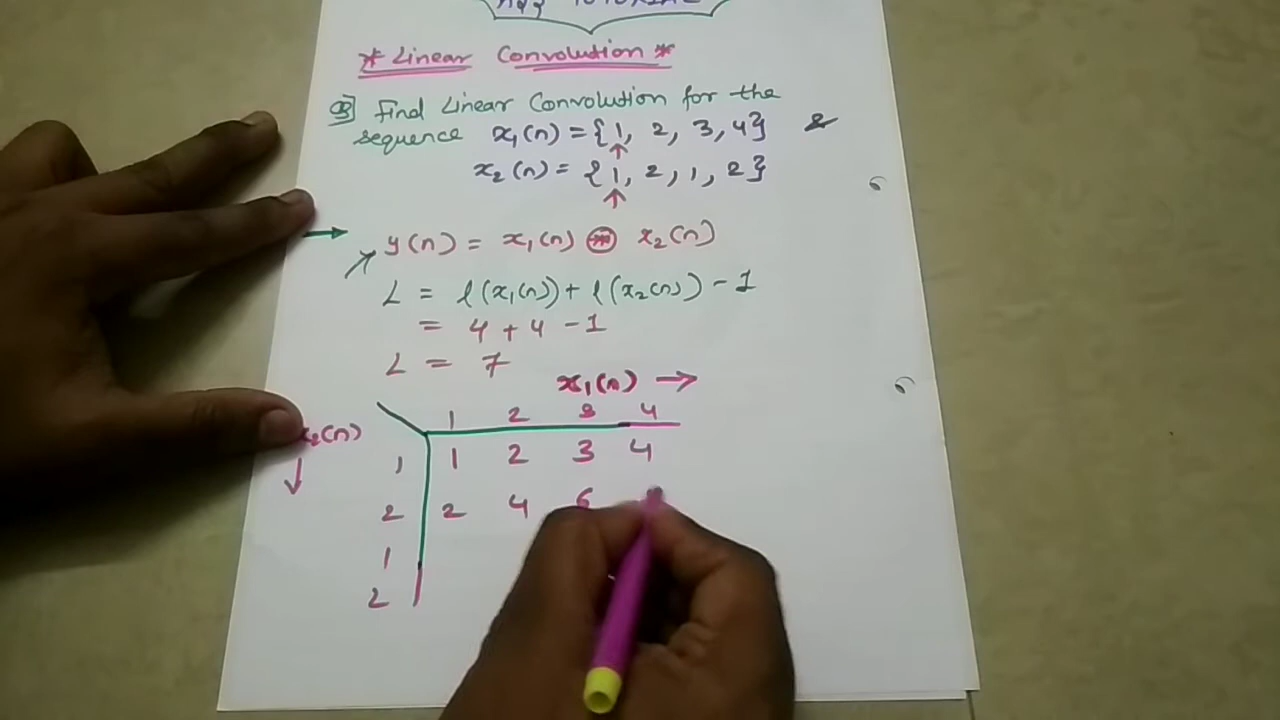 * Linear Convolution *
Q3] Find Linear Convolution for the
sequence x₁(n) = {1, 2, 3, 4} &
↑
x₂(n) = {1, 2, 1, 2}
↑
→ y(n) = x₁(n) ⊛ x₂(n)
L = l(x₁(n)) + l(x₂(n)) - 1
= 4 + 4 - 1
L = 7
x₁(n) →
1 2 3 4
x₂(n) ↓
1 1 2 3 4
2 2 4 6
1
2